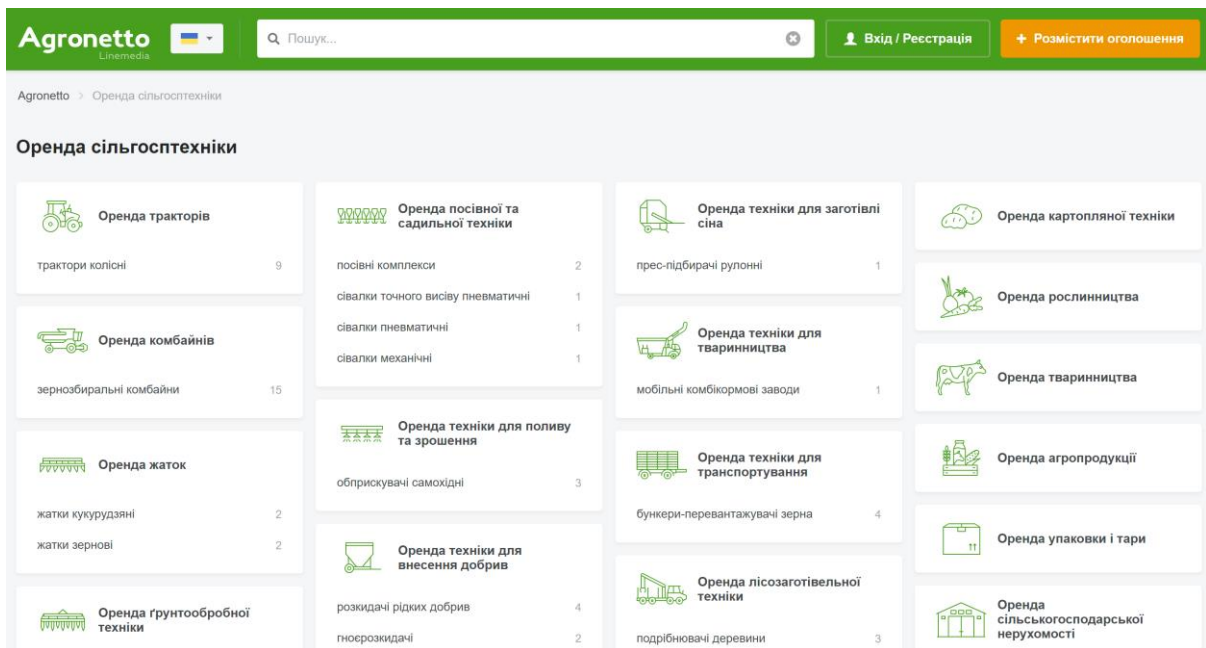 Agronetto
Linemedia
Пошук...
Вхід / Реєстрація
+ Розмістити оголошення
Agronetto > Оренда сільгосптехніки
Оренда сільгосптехніки
Оренда тракторів
трактори колісні 9
Оренда комбайнів
зернозбиральні комбайни 15
Оренда жаток
жатки кукурудзяні 2
жатки зернові 2
Оренда ґрунтообробної
техніки
Оренда посівної та
садильної техніки
посівні комплекси 2
сівалки точного висіву пневматичні 1
сівалки пневматичні 1
сівалки механічні 1
Оренда техніки для поливу
та зрошення
обприскувачі самохідні 3
Оренда техніки для
внесення добрив
розкидачі рідких добрив 4
гноєрозкидачі 2
Оренда техніки для заготівлі
сіна
прес-підбирачі рулонні 1
Оренда техніки для
тваринництва
мобільні комбікормові заводи 1
Оренда техніки для
транспортування
бункери-перевантажувачі зерна 4
Оренда лісозаготівельної
техніки
подрібнювачі деревини 3
Оренда картопляної техніки
Оренда рослинництва
Оренда тваринництва
Оренда агропродукції
Оренда упаковки і тари
Оренда
сільськогосподарської
нерухомості